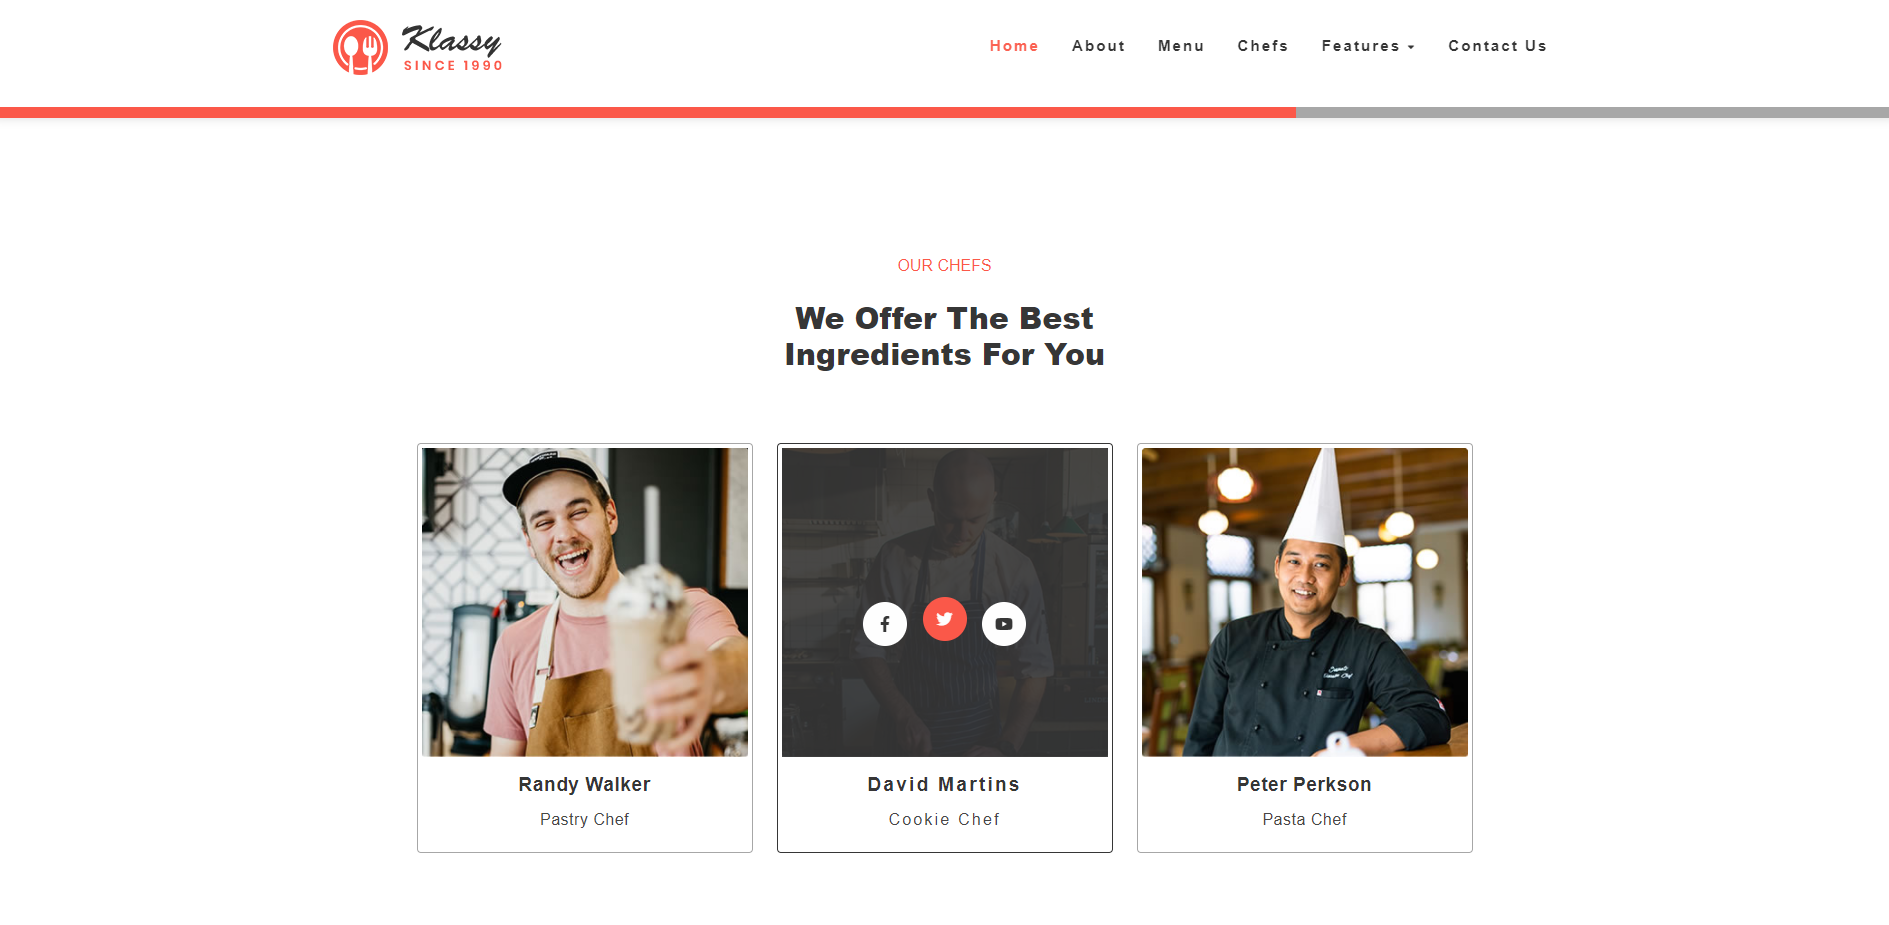 Klassy
SINCE 1990
Home About Menu Chefs Features Contact Us
OUR CHEFS
We Offer The Best
Ingredients For You
Randy Walker
Pastry Chef
David Martins
Cookie Chef
Peter Perkson
Pasta Chef